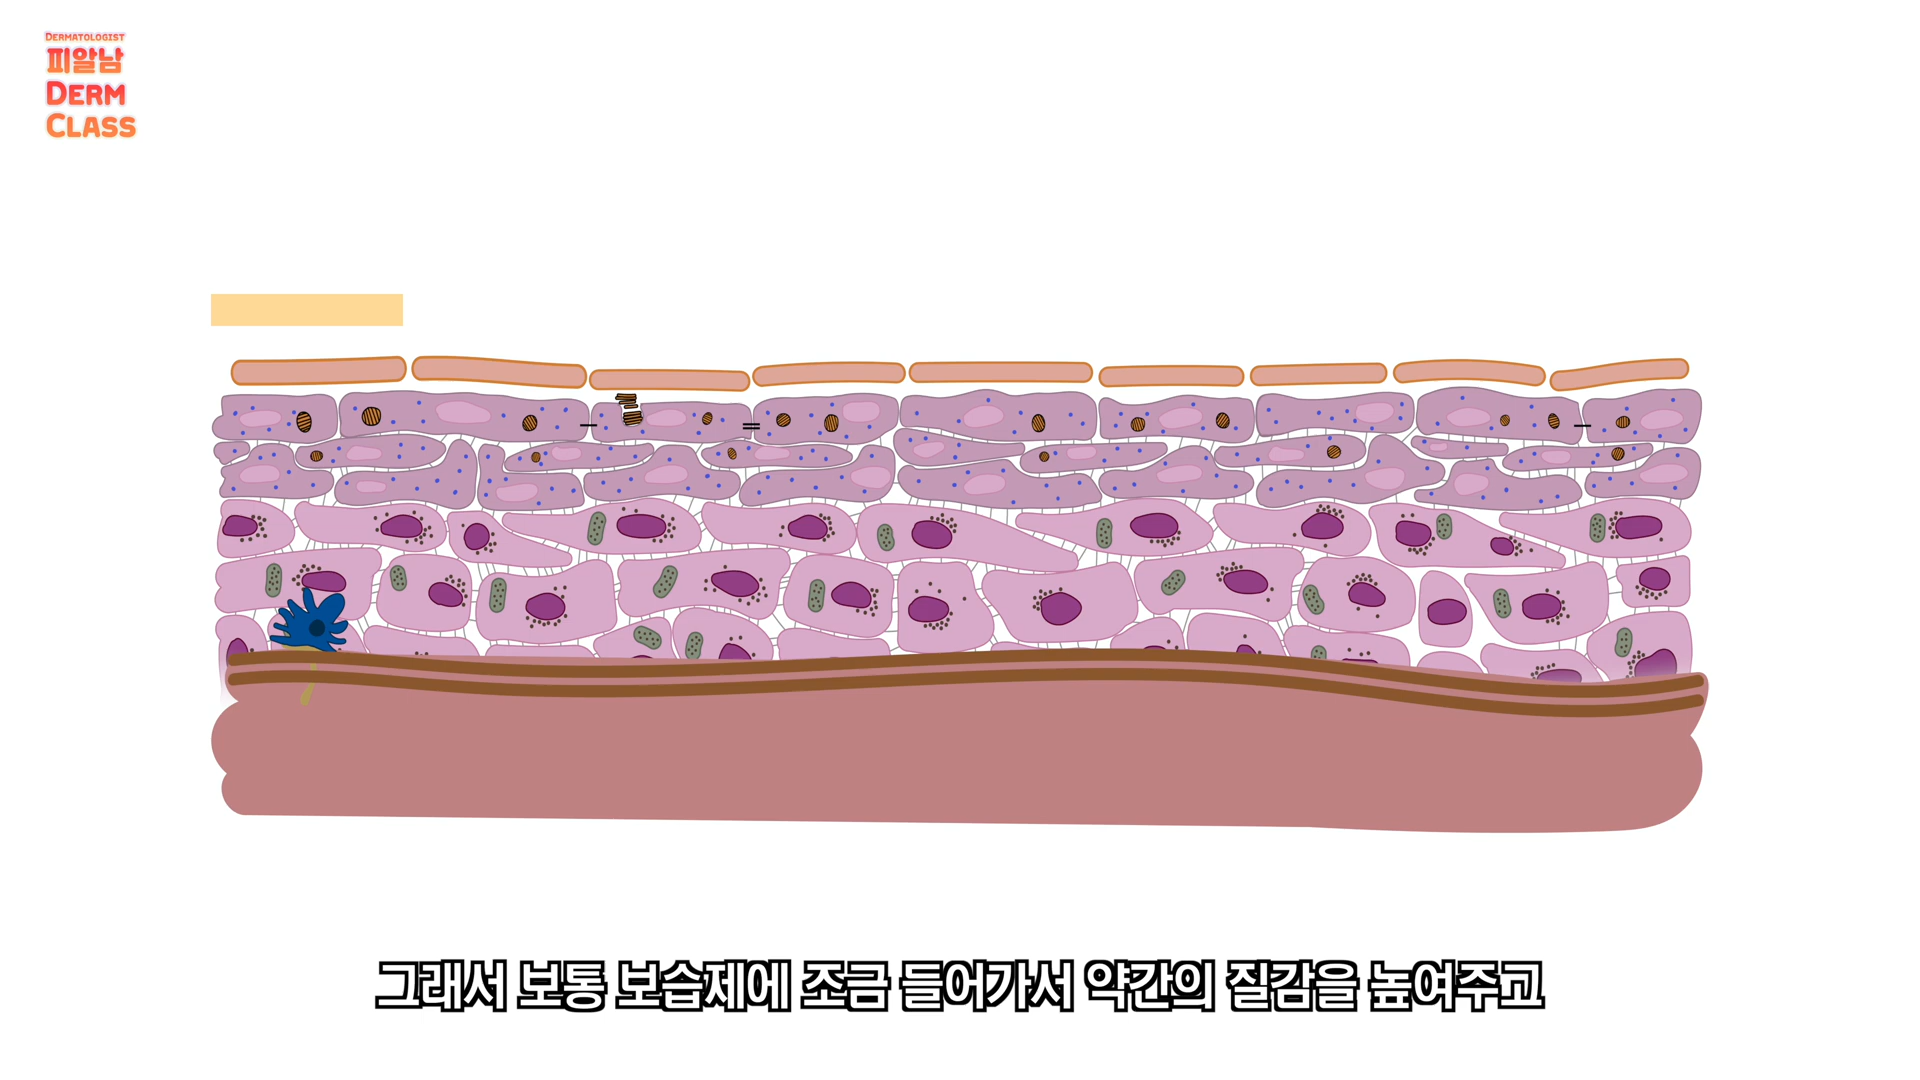 DERMATOLOGIST
피알남
DERM
CLASS
그래서 보통 보습제에 조금 들어가서 약간의 질감을 높여주고